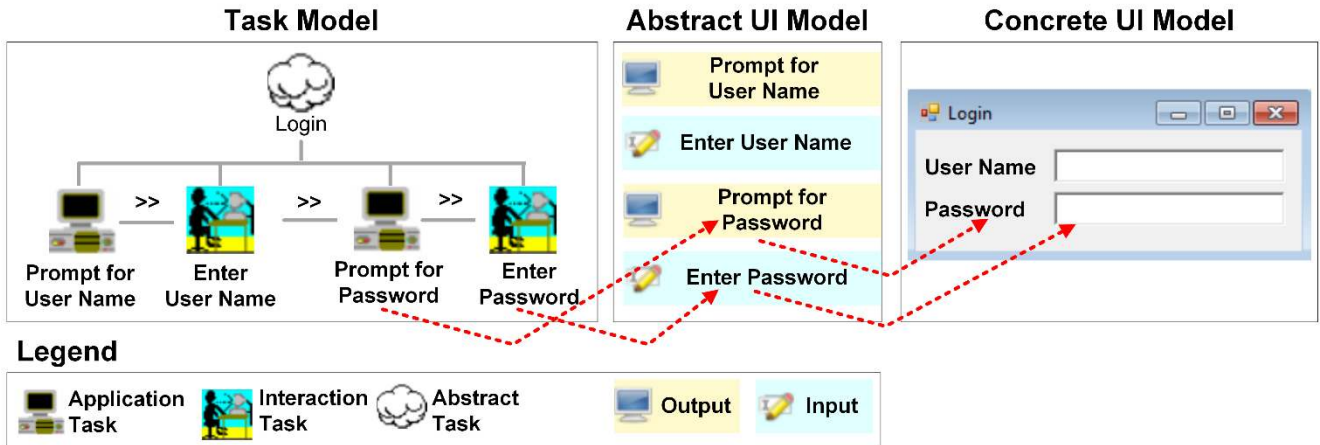 Task Model
Abstract UI Model
Concrete UI Model
Login
>>
>>
>>
Prompt for
User Name
Enter
User Name
Prompt for
Password
Enter
Password
Prompt for
User Name
Enter User Name
Prompt for
Password
Enter Password
Login
User Name
Password
Legend
Application
Task
Interaction
Task
Abstract
Task
Output
Input